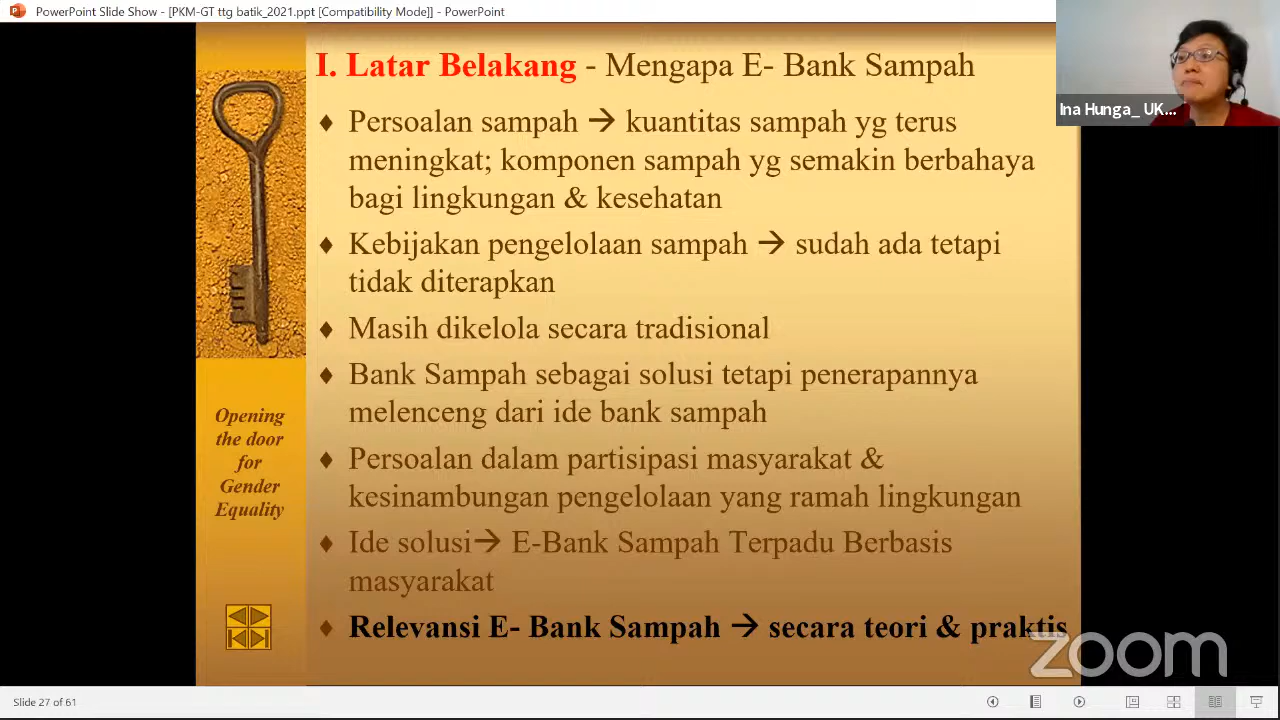 PowerPoint Slide Show - [PKM-GT ttg batik_2021.ppt [Compatibility Mode]] - PowerPoint
Ina Hunga_ UK...
I. Latar Belakang - Mengapa E- Bank Sampah
♦ Persoalan sampah → kuantitas sampah yg terus
meningkat; komponen sampah yg semakin berbahaya
bagi lingkungan & kesehatan
♦ Kebijakan pengelolaan sampah → sudah ada tetapi
tidak diterapkan
♦ Masih dikelola secara tradisional
♦ Bank Sampah sebagai solusi tetapi penerapannya
melenceng dari ide bank sampah
♦ Persoalan dalam partisipasi masyarakat &
kesinambungan pengelolaan yang ramah lingkungan
♦ Ide solusi→ E-Bank Sampah Terpadu Berbasis
masyarakat
♦ Relevansi E- Bank Sampah → secara teori & praktis
Opening
the door
for
Gender
Equality
zoom
Slide 27 of 61